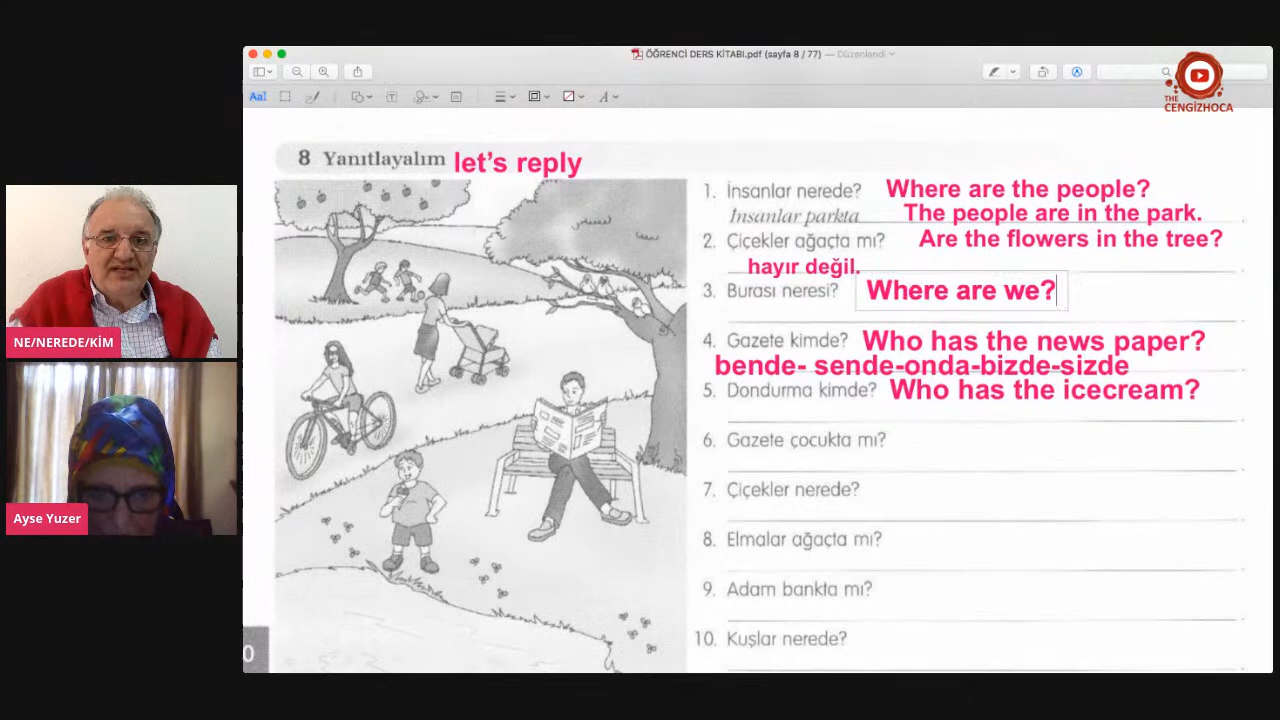 ÖĞRENCİ DERS KİTABI.pdf (sayfa 8 / 77) — Düzenlendi
AaI
A
THE
CENGİZHOCA
8 Yanıtlayalım let's reply
1. İnsanlar nerede? Where are the people?
İnsanlar parkta The people are in the park.
2. Çiçekler ağaçta mı? Are the flowers in the tree?
hayır değil.
3. Burası neresi? Where are we?
4. Gazete kimde? Who has the news paper?
bende- sende-onda-bizde-sizde
5. Dondurma kimde? Who has the icecream?
6. Gazete çocukta mı?
7. Çiçekler nerede?
8. Elmalar ağaçta mı?
9. Adam bankta mı?
10. Kuşlar nerede?
0
NE/NEREDE/KİM
Ayse Yuzer